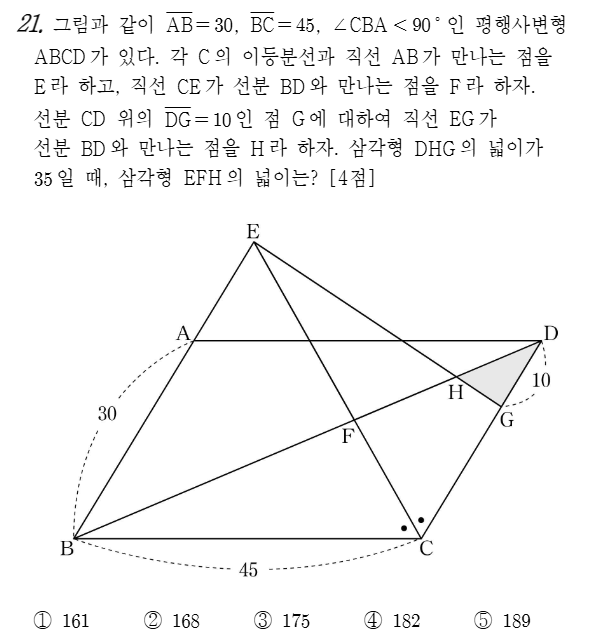 21. 그림과 같이 AB=30, BC=45, ∠CBA<90°인 평행사변형
ABCD가 있다. 각 C의 이등분선과 직선 AB가 만나는 점을
E라 하고, 직선 CE가 선분 BD와 만나는 점을 F라 하자.
선분 CD 위의 DG=10인 점 G에 대하여 직선 EG가
선분 BD와 만나는 점을 H라 하자. 삼각형 DHG의 넓이가
35일 때, 삼각형 EFH의 넓이는? [4점]
E
A
D
10
H
30
G
F
B
C
45
① 161 ② 168 ③ 175 ④ 182 ⑤ 189